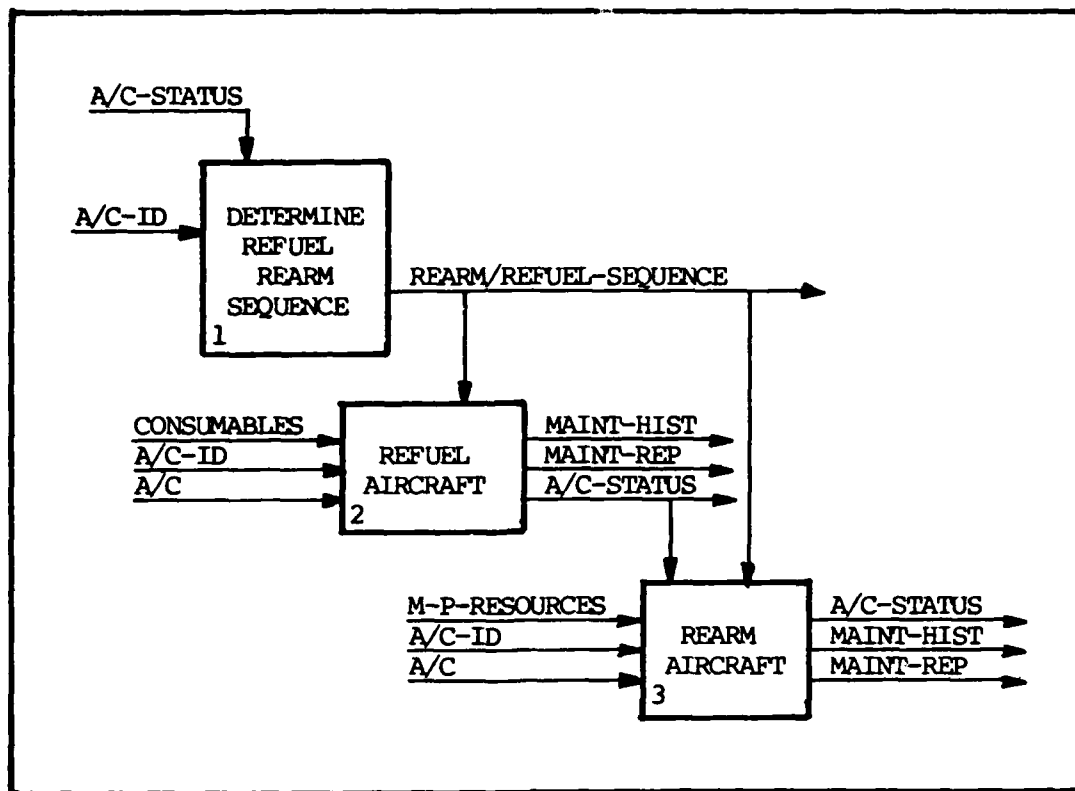 A/C-STATUS
A/C-ID
DETERMINE
REFUEL
REARM
SEQUENCE
1
REARM/REFUEL-SEQUENCE
CONSUMABLES
A/C-ID
A/C
REFUEL
AIRCRAFT
2
MAINT-HIST
MAINT-REP
A/C-STATUS
M-P-RESOURCES
A/C-ID
A/C
REARM
AIRCRAFT
3
A/C-STATUS
MAINT-HIST
MAINT-REP